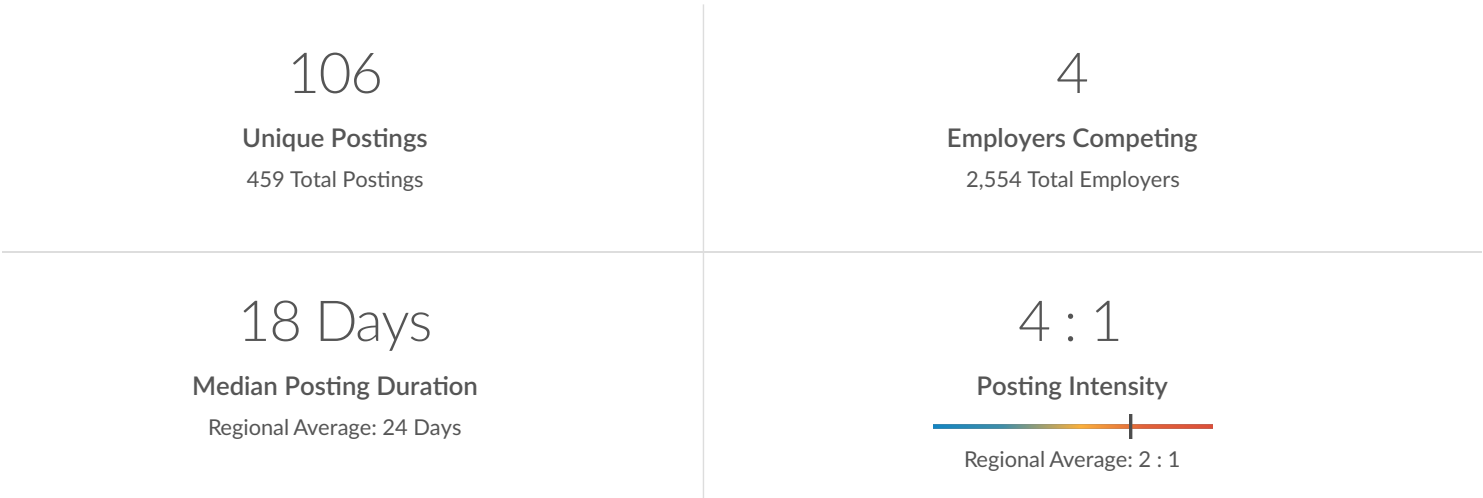 106
Unique Postings
459 Total Postings
4
Employers Competing
2,554 Total Employers
18 Days
Median Posting Duration
Regional Average: 24 Days
4 : 1
Posting Intensity
Regional Average: 2 : 1